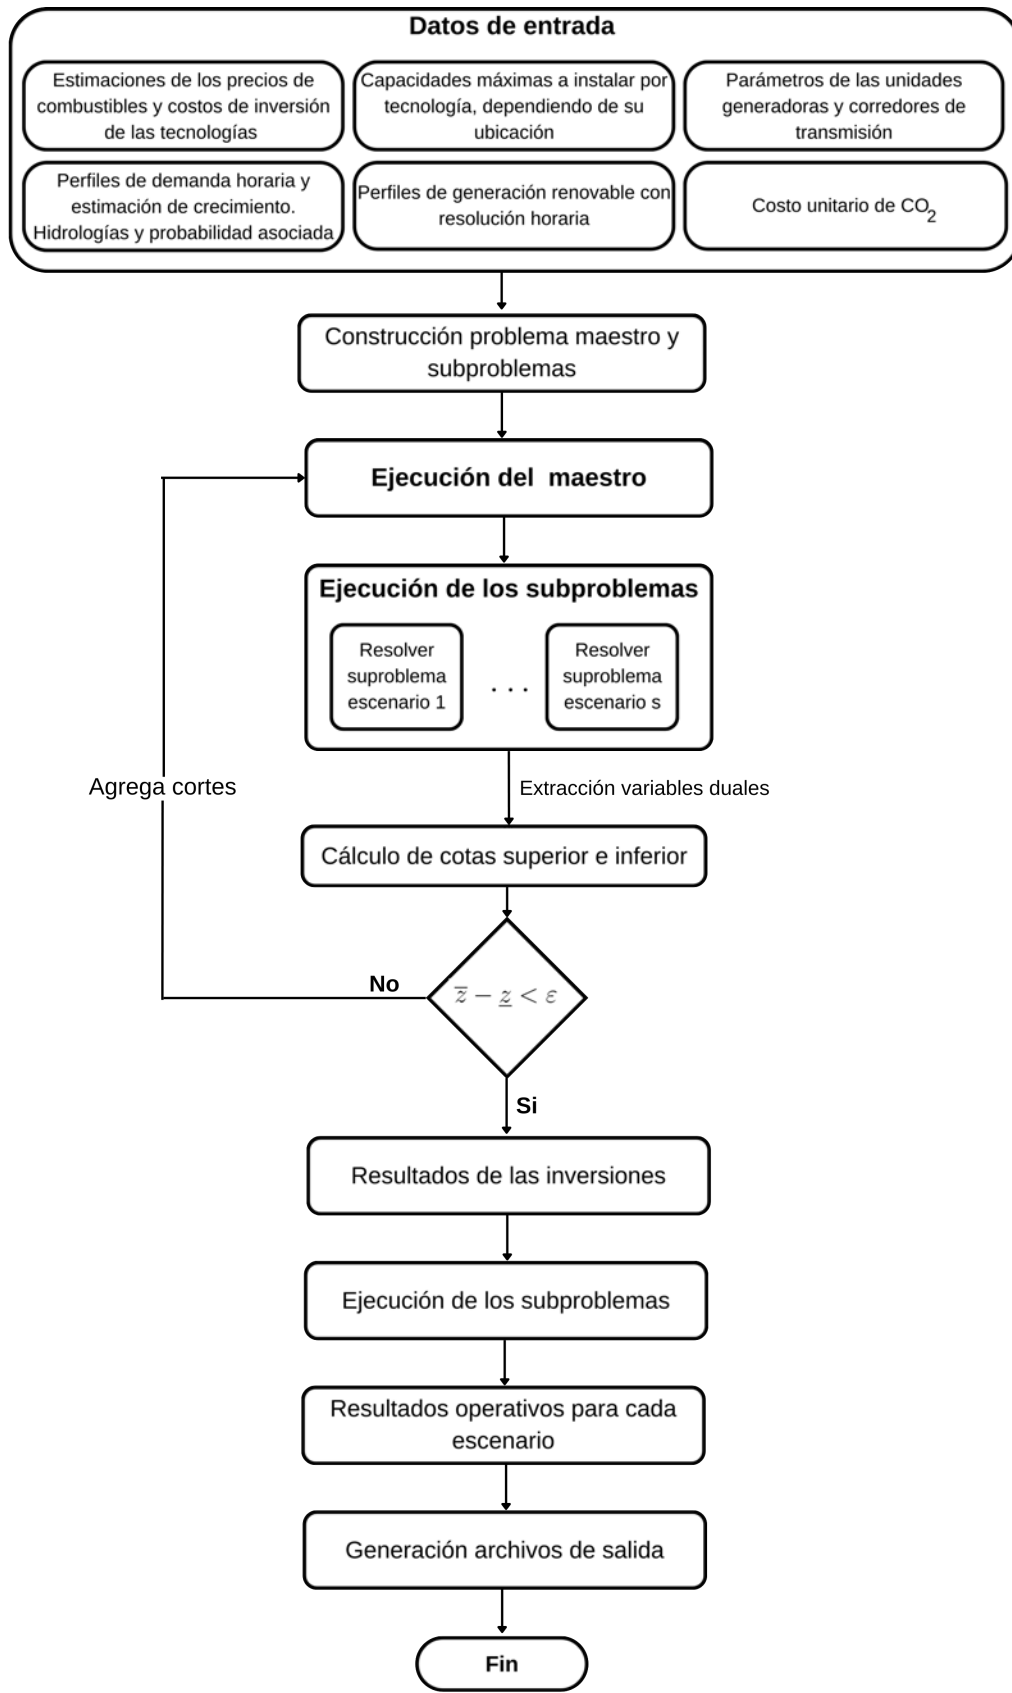 Datos de entrada
Estimaciones de los precios de
combustibles y costos de inversión
de las tecnologías
Capacidades máximas a instalar por
tecnología, dependiendo de su
ubicación
Parámetros de las unidades
generadoras y corredores de
transmisión
Perfiles de demanda horaria y
estimación de crecimiento.
Hidrologías y probabilidad asociada
Perfiles de generación renovable con
resolución horaria
Costo unitario de CO₂
Construcción problema maestro y
subproblemas
Ejecución del  maestro
Ejecución de los subproblemas
Resolver
suproblema
escenario 1
. . .
Resolver
suproblema
escenario s
Agrega cortes
Extracción variables duales
Cálculo de cotas superior e inferior
No
z̅ − z̲ < ε
Si
Resultados de las inversiones
Ejecución de los subproblemas
Resultados operativos para cada
escenario
Generación archivos de salida
Fin